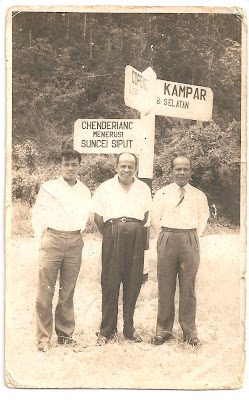 KAMPAR
& SELATAN
CHENDERIANG
MENERUSI
SUNGEI SIPUT